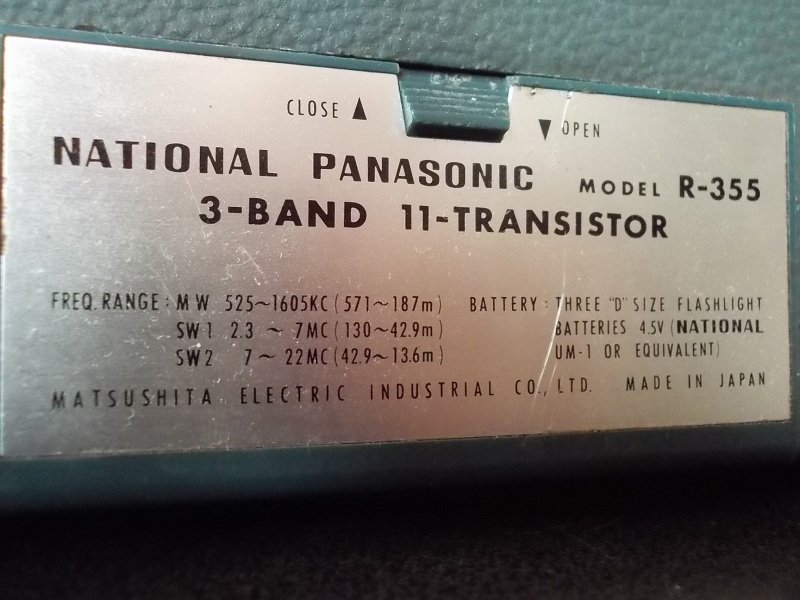 CLOSE ▲ ▼ OPEN
NATIONAL PANASONIC MODEL R-355
3-BAND 11-TRANSISTOR
FREQ. RANGE : MW 525~1605KC (571~187m) BATTERY : THREE "D" SIZE FLASHLIGHT
SW1 2.3 ~ 7MC (130~42.9m) BATTERIES 4.5V (NATIONAL
SW2 7~22MC (42.9~13.6m) UM-1 OR EQUIVALENT)
MATSUSHITA ELECTRIC INDUSTRIAL CO., LTD. MADE IN JAPAN